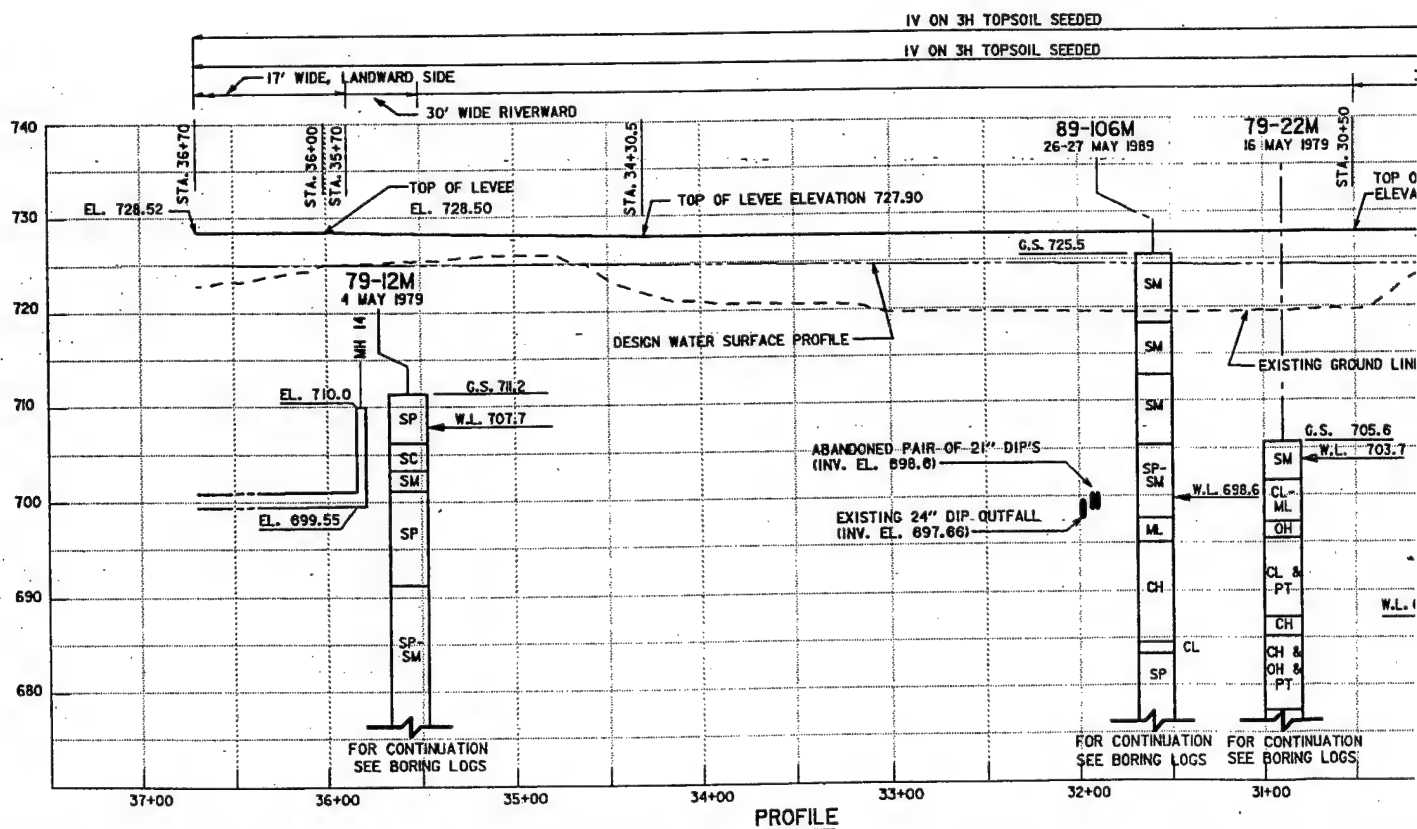 1V ON 3H TOPSOIL SEEDED
1V ON 3H TOPSOIL SEEDED
17' WIDE, LANDWARD SIDE
30' WIDE RIVERWARD
740
730
720
710
700
690
680
STA. 36+70
STA. 36+00
STA. 35+70
STA. 34+30.5
STA. 30+50
89-106M
26-27 MAY 1989
79-22M
16 MAY 1979
EL. 728.52
TOP OF LEVEE
EL. 728.50
TOP OF LEVEE ELEVATION 727.90
TOP O
ELEVA
G.S. 725.5
79-12M
4 MAY 1979
MH 14
DESIGN WATER SURFACE PROFILE
EXISTING GROUND LIN
EL. 710.0
G.S. 711.2
W.L. 707.7
EL. 699.55
SP
SC
SM
SP
SP-
SM
FOR CONTINUATION
SEE BORING LOGS
ABANDONED PAIR OF 21" DIP'S
(INV. EL. 698.6)
EXISTING 24" DIP OUTFALL
(INV. EL. 697.66)
SM
SM
SM
SP-
SM
W.L. 698.6
ML
CH
CL
SP
FOR CONTINUATION
SEE BORING LOGS
G.S. 705.6
W.L. 703.7
SM
CL-
ML
OH
CL &
PT
CH
CH &
OH &
PT
FOR CONTINUATION
SEE BORING LOGS
W.L.
37+00
36+00
35+00
34+00
33+00
32+00
31+00
PROFILE